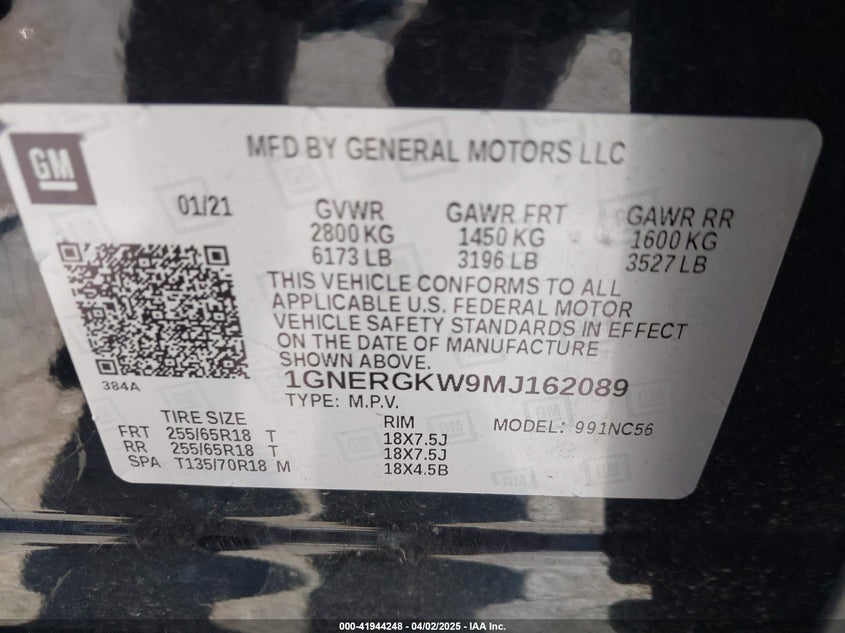 GM
MFD BY GENERAL MOTORS LLC
01/21 GVWR GAWR FRT GAWR RR
2800 KG 1450 KG 1600 KG
6173 LB 3196 LB 3527 LB
THIS VEHICLE CONFORMS TO ALL
APPLICABLE U.S. FEDERAL MOTOR
VEHICLE SAFETY STANDARDS IN EFFECT
ON THE DATE OF MANUFACTURE
SHOWN ABOVE.
384A
1GNERGKW9MJ162089
TYPE: M.P.V.
TIRE SIZE RIM MODEL: 991NC56
FRT 255/65R18 T 18X7.5J
RR 255/65R18 T 18X7.5J
SPA T135/70R18 M 18X4.5B
000-41944248 - 04/02/2025 - IAA Inc.